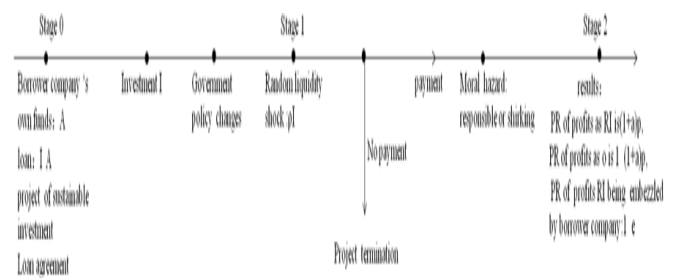 Stage 0
Stage 1
Stage 2
Borrower company 's
own funds: A
loan: I A
project of sustainable
investment
Loan agreement
Investment I
Government
policy changes
Random liquidity
shock :ρI
No payment
Project termination
payment
Moral hazard:
responsible or shirking
results:
PR of profits as RI is(1+a)p,
PR of profits as o is 1 (1+a)p,
PR of profits RI being embezzled
by borrower company:1 e